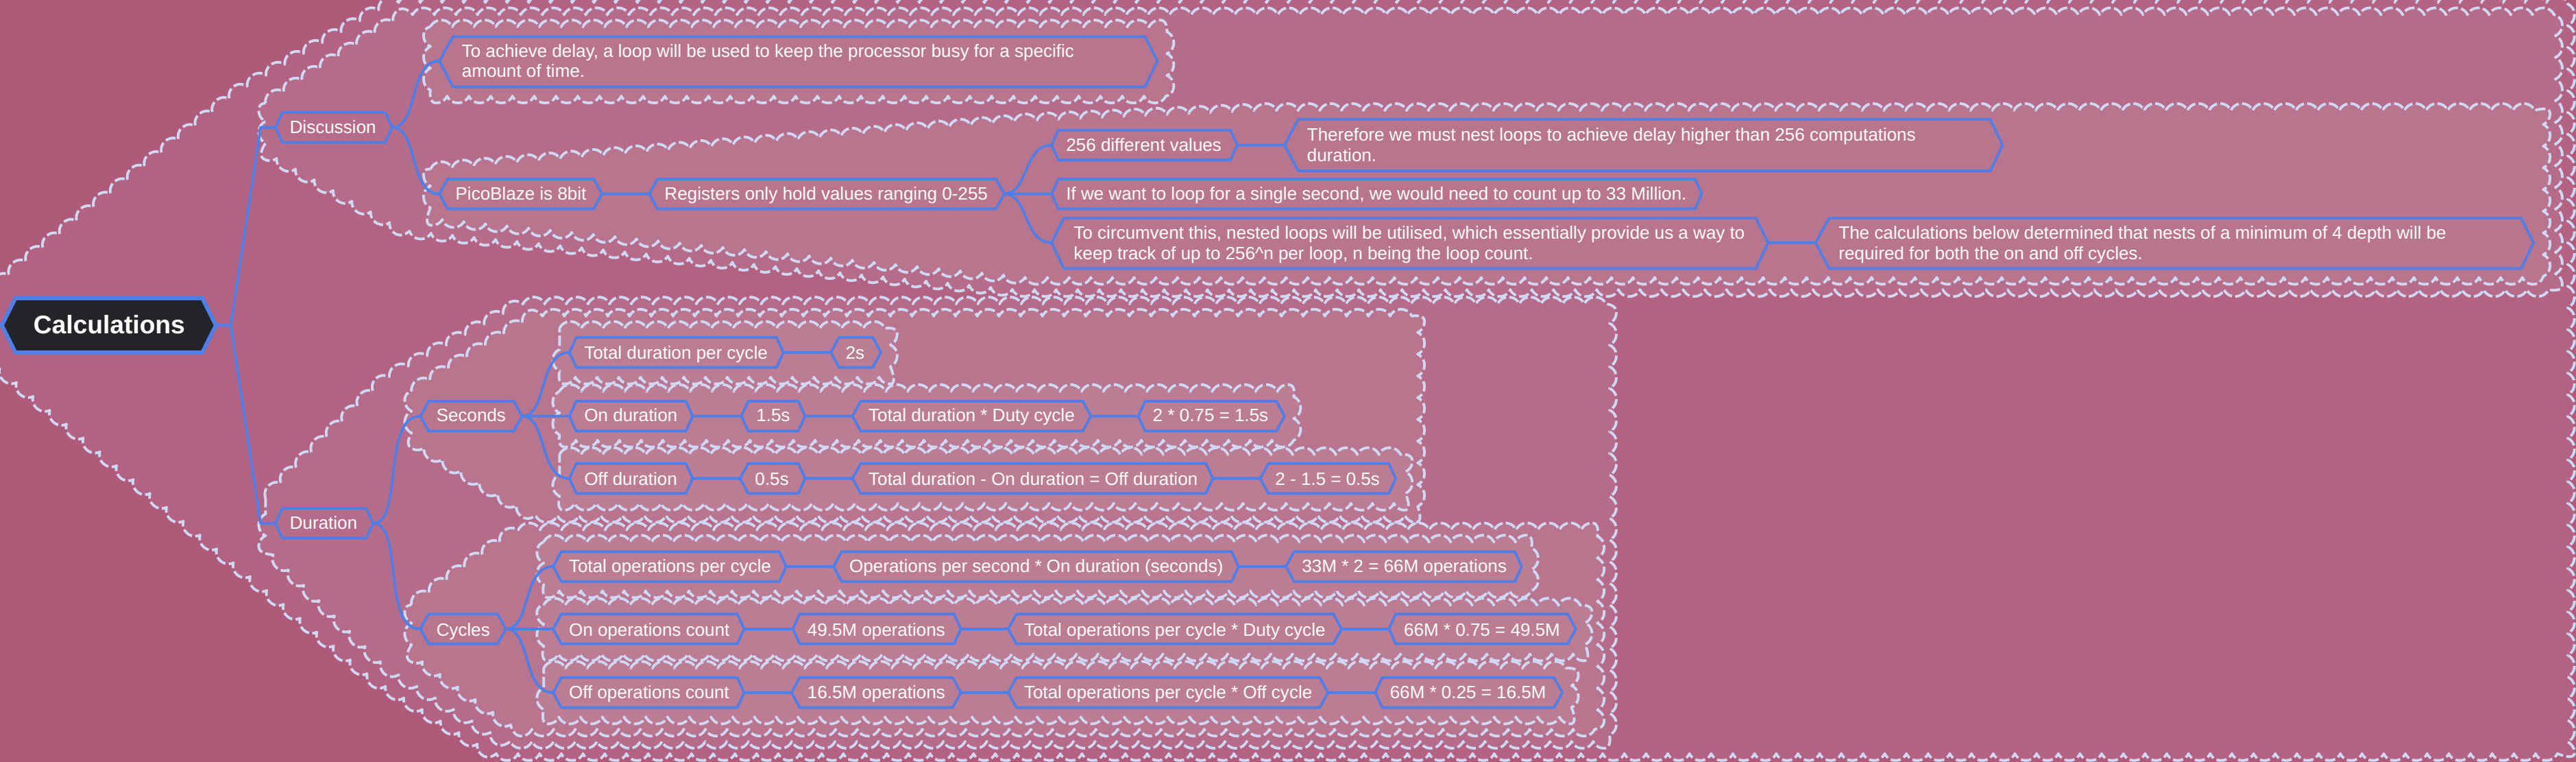 Calculations
Discussion
To achieve delay, a loop will be used to keep the processor busy for a specific
amount of time.
PicoBlaze is 8bit
Registers only hold values ranging 0-255
256 different values
Therefore we must nest loops to achieve delay higher than 256 computations
duration.
If we want to loop for a single second, we would need to count up to 33 Million.
To circumvent this, nested loops will be utilised, which essentially provide us a way to
keep track of up to 256^n per loop, n being the loop count.
The calculations below determined that nests of a minimum of 4 depth will be
required for both the on and off cycles.
Duration
Seconds
Total duration per cycle
2s
On duration
1.5s
Total duration * Duty cycle
2 * 0.75 = 1.5s
Off duration
0.5s
Total duration - On duration = Off duration
2 - 1.5 = 0.5s
Cycles
Total operations per cycle
Operations per second * On duration (seconds)
33M * 2 = 66M operations
On operations count
49.5M operations
Total operations per cycle * Duty cycle
66M * 0.75 = 49.5M
Off operations count
16.5M operations
Total operations per cycle * Off cycle
66M * 0.25 = 16.5M